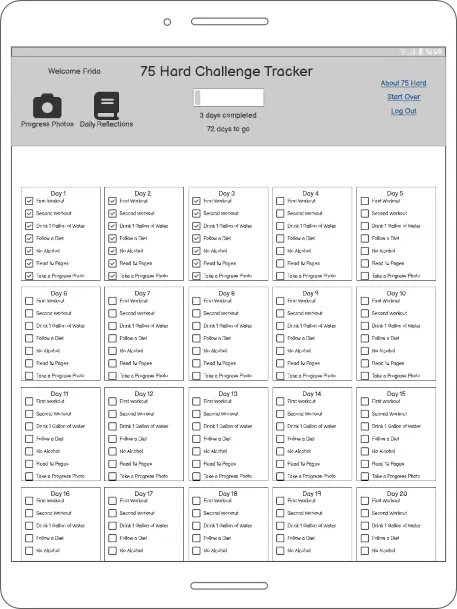 Welcome Frida
75 Hard Challenge Tracker
3 days completed
72 days to go
Progress Photos
Daily Reflections
About 75 Hard
Start Over
Log Out
Day 1
First Workout
Second Workout
Drink 1 Gallon of Water
Follow a Diet
No Alcohol
Read 10 Pages
Take a Progress Photo
Day 2
First Workout
Second Workout
Drink 1 Gallon of Water
Follow a Diet
No Alcohol
Read 10 Pages
Take a Progress Photo
Day 3
First Workout
Second Workout
Drink 1 Gallon of Water
Follow a Diet
No Alcohol
Read 10 Pages
Take a Progress Photo
Day 4
First Workout
Second Workout
Drink 1 Gallon of Water
Follow a Diet
No Alcohol
Read 10 Pages
Take a Progress Photo
Day 5
First Workout
Second Workout
Drink 1 Gallon of Water
Follow a Diet
No Alcohol
Read 10 Pages
Take a Progress Photo
Day 6
First Workout
Second Workout
Drink 1 Gallon of Water
Follow a Diet
No Alcohol
Read 10 Pages
Take a Progress Photo
Day 7
First Workout
Second Workout
Drink 1 Gallon of Water
Follow a Diet
No Alcohol
Read 10 Pages
Take a Progress Photo
Day 8
First Workout
Second Workout
Drink 1 Gallon of Water
Follow a Diet
No Alcohol
Read 10 Pages
Take a Progress Photo
Day 9
First Workout
Second Workout
Drink 1 Gallon of Water
Follow a Diet
No Alcohol
Read 10 Pages
Take a Progress Photo
Day 10
First Workout
Second Workout
Drink 1 Gallon of Water
Follow a Diet
No Alcohol
Read 10 Pages
Take a Progress Photo
Day 11
First Workout
Second Workout
Drink 1 Gallon of Water
Follow a Diet
No Alcohol
Read 10 Pages
Take a Progress Photo
Day 12
First Workout
Second Workout
Drink 1 Gallon of Water
Follow a Diet
No Alcohol
Read 10 Pages
Take a Progress Photo
Day 13
First Workout
Second Workout
Drink 1 Gallon of Water
Follow a Diet
No Alcohol
Read 10 Pages
Take a Progress Photo
Day 14
First Workout
Second Workout
Drink 1 Gallon of Water
Follow a Diet
No Alcohol
Read 10 Pages
Take a Progress Photo
Day 15
First Workout
Second Workout
Drink 1 Gallon of Water
Follow a Diet
No Alcohol
Read 10 Pages
Take a Progress Photo
Day 16
First Workout
Second Workout
Drink 1 Gallon of Water
Follow a Diet
No Alcohol
Day 17
First Workout
Second Workout
Drink 1 Gallon of Water
Follow a Diet
No Alcohol
Day 18
First Workout
Second Workout
Drink 1 Gallon of Water
Follow a Diet
No Alcohol
Day 19
First Workout
Second Workout
Drink 1 Gallon of Water
Follow a Diet
No Alcohol
Day 20
First Workout
Second Workout
Drink 1 Gallon of Water
Follow a Diet
No Alcohol